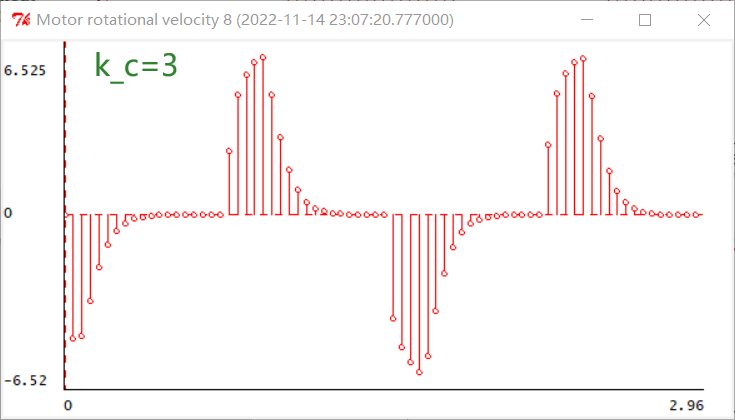 Motor rotational velocity 8 (2022-11-14 23:07:20.777000)
k_c=3
6.525
0
-6.52
0 2.96